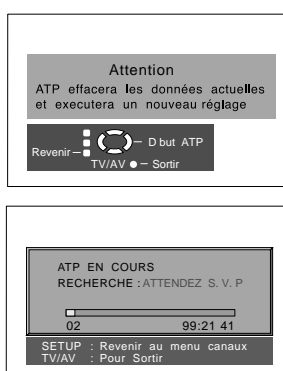 Attention
ATP effacera les données actuelles
et executera un nouveau réglage
D but ATP
Revenir
TV/AV Sortir
ATP EN COURS
RECHERCHE : ATTENDEZ S. V. P
02 99:21 41
SETUP : Revenir au menu canaux
TV/AV : Pour Sortir